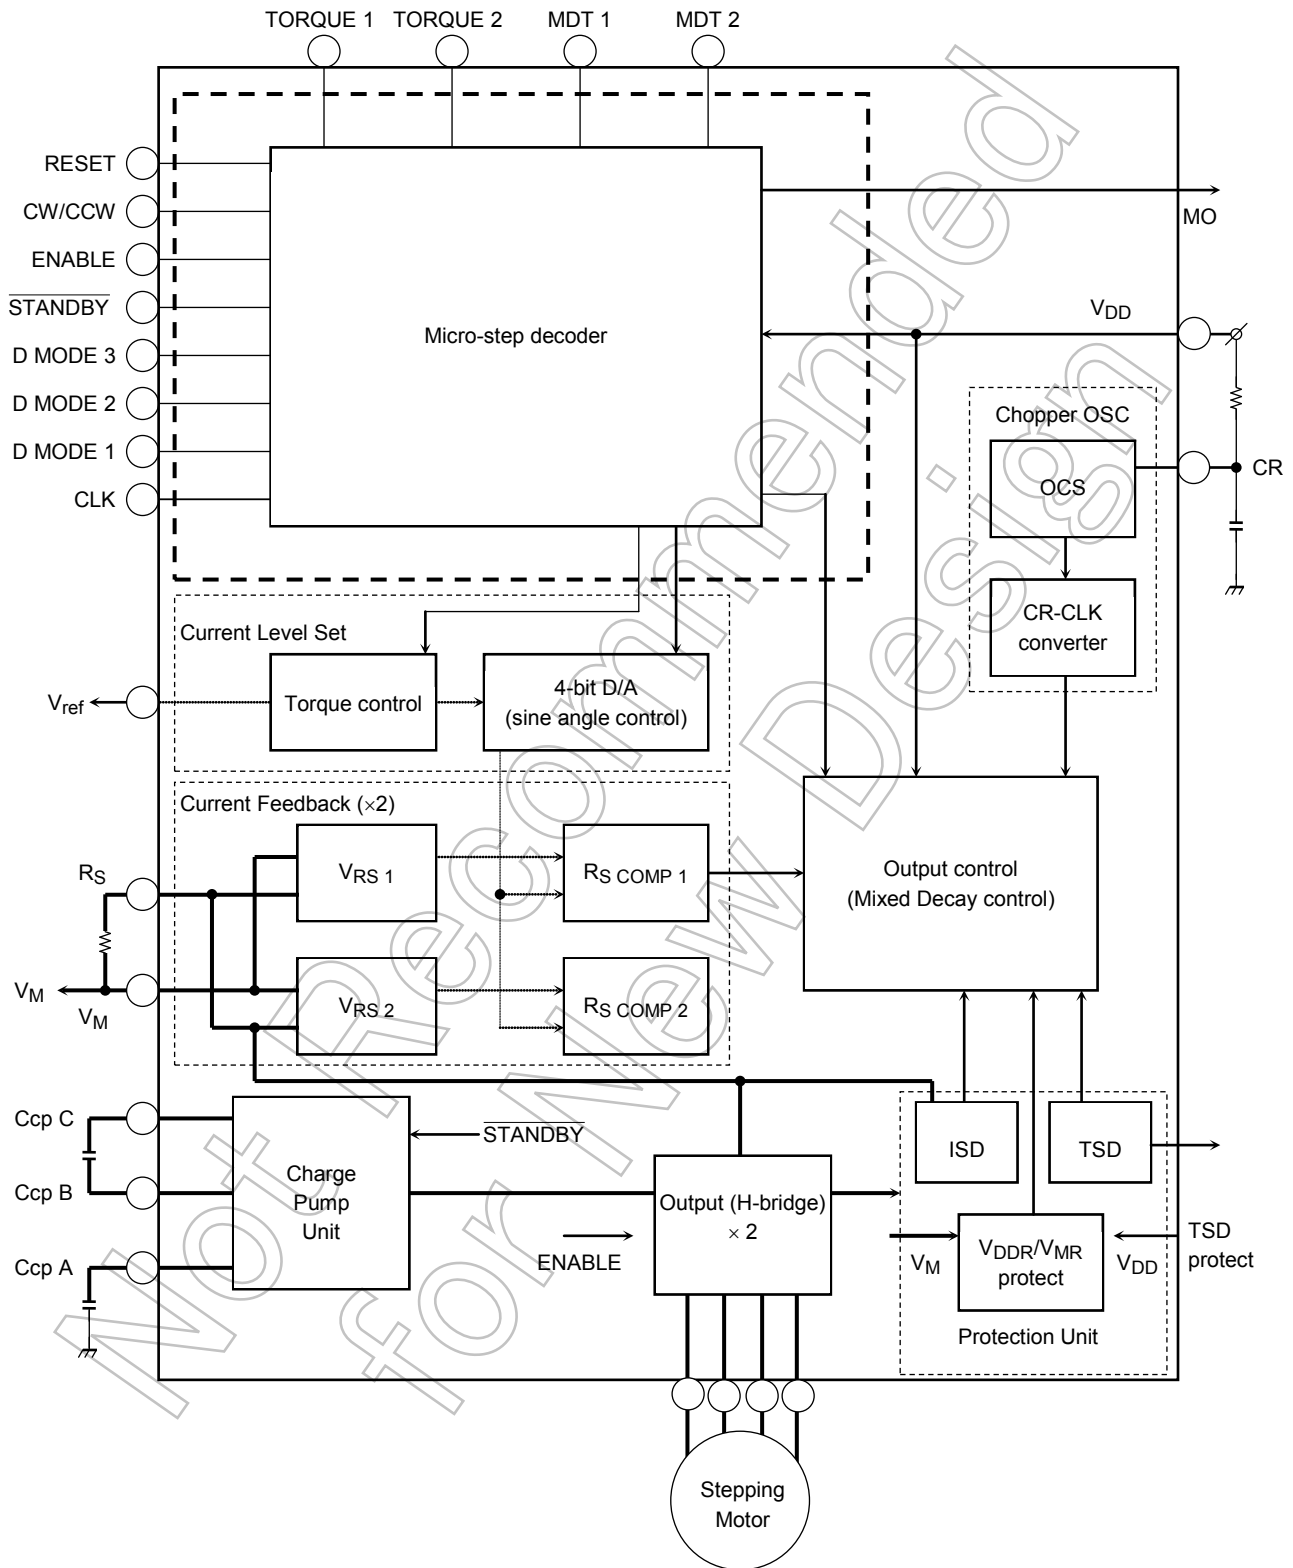 TORQUE 1
TORQUE 2
MDT 1
MDT 2
RESET
CW/CCW
ENABLE
STANDBY
D MODE 3
D MODE 2
D MODE 1
CLK
Micro-step decoder
MO
VDD
Chopper OSC
OCS
CR
CR-CLK
converter
Current Level Set
Vref
Torque control
4-bit D/A
(sine angle control)
Current Feedback (×2)
RS
VRS 1
RS COMP 1
Output control
(Mixed Decay control)
VM
VM
VRS 2
RS COMP 2
Ccp C
Ccp B
Ccp A
Charge
Pump
Unit
STANDBY
Output (H-bridge)
× 2
ENABLE
ISD
TSD
VM
VDDR/VMR
protect
VDD
TSD
protect
Protection Unit
Stepping
Motor
Not Recommended
for New Design